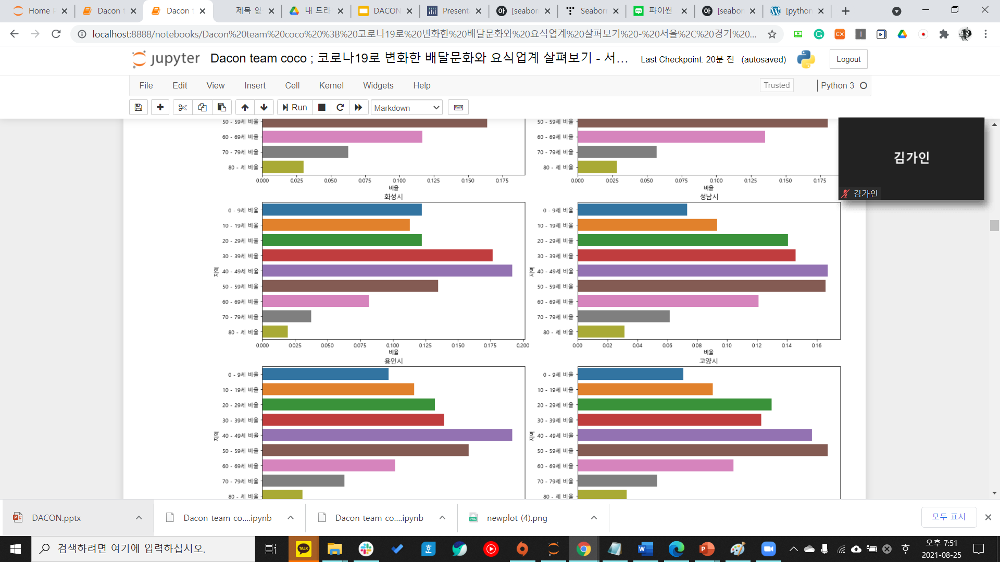 Home P
Dacon t
Dacon t
제목 없
내 드라
DACON
Present
[seabor
Seabor
파이썬
[seabor
[python
localhost:8888/notebooks/Dacon%20team%20coco%20%3B%20코로나19로%20변화한%20배달문화와%20요식업계%20살펴보기%20-%20서울%2C%20경기%20...
jupyter Dacon team coco ; 코로나19로 변화한 배달문화와 요식업계 살펴보기 - 서... Last Checkpoint: 20분 전 (autosaved) Logout
File Edit View Insert Cell Kernel Widgets Help Trusted Python 3
Run Markdown
50 - 59세 비율
60 - 69세 비율
70 - 79세 비율
80 - 세 비율
0.000 0.025 0.050 0.075 0.100 0.125 0.150 0.175
비율
50 - 59세 비율
60 - 69세 비율
70 - 79세 비율
80 - 세 비율
0.000 0.025 0.050 0.075 0.100 0.125 0.150 0.175
비율
김가인
김가인
화성시
0 - 9세 비율
10 - 19세 비율
20 - 29세 비율
30 - 39세 비율
40 - 49세 비율
50 - 59세 비율
60 - 69세 비율
70 - 79세 비율
80 - 세 비율
지역
0.000 0.025 0.050 0.075 0.100 0.125 0.150 0.175 0.200
비율
성남시
0 - 9세 비율
10 - 19세 비율
20 - 29세 비율
30 - 39세 비율
40 - 49세 비율
50 - 59세 비율
60 - 69세 비율
70 - 79세 비율
80 - 세 비율
지역
0.00 0.02 0.04 0.06 0.08 0.10 0.12 0.14 0.16
비율
용인시
0 - 9세 비율
10 - 19세 비율
20 - 29세 비율
30 - 39세 비율
40 - 49세 비율
50 - 59세 비율
60 - 69세 비율
70 - 79세 비율
80 - 세 비율
지역
고양시
0 - 9세 비율
10 - 19세 비율
20 - 29세 비율
30 - 39세 비율
40 - 49세 비율
50 - 59세 비율
60 - 69세 비율
70 - 79세 비율
80 - 세 비율
지역
DACON.pptx
Dacon team co....ipynb
Dacon team co....ipynb
newplot (4).png
모두 표시
검색하려면 여기에 입력하십시오.
TALK
오후 7:51
2021-08-25